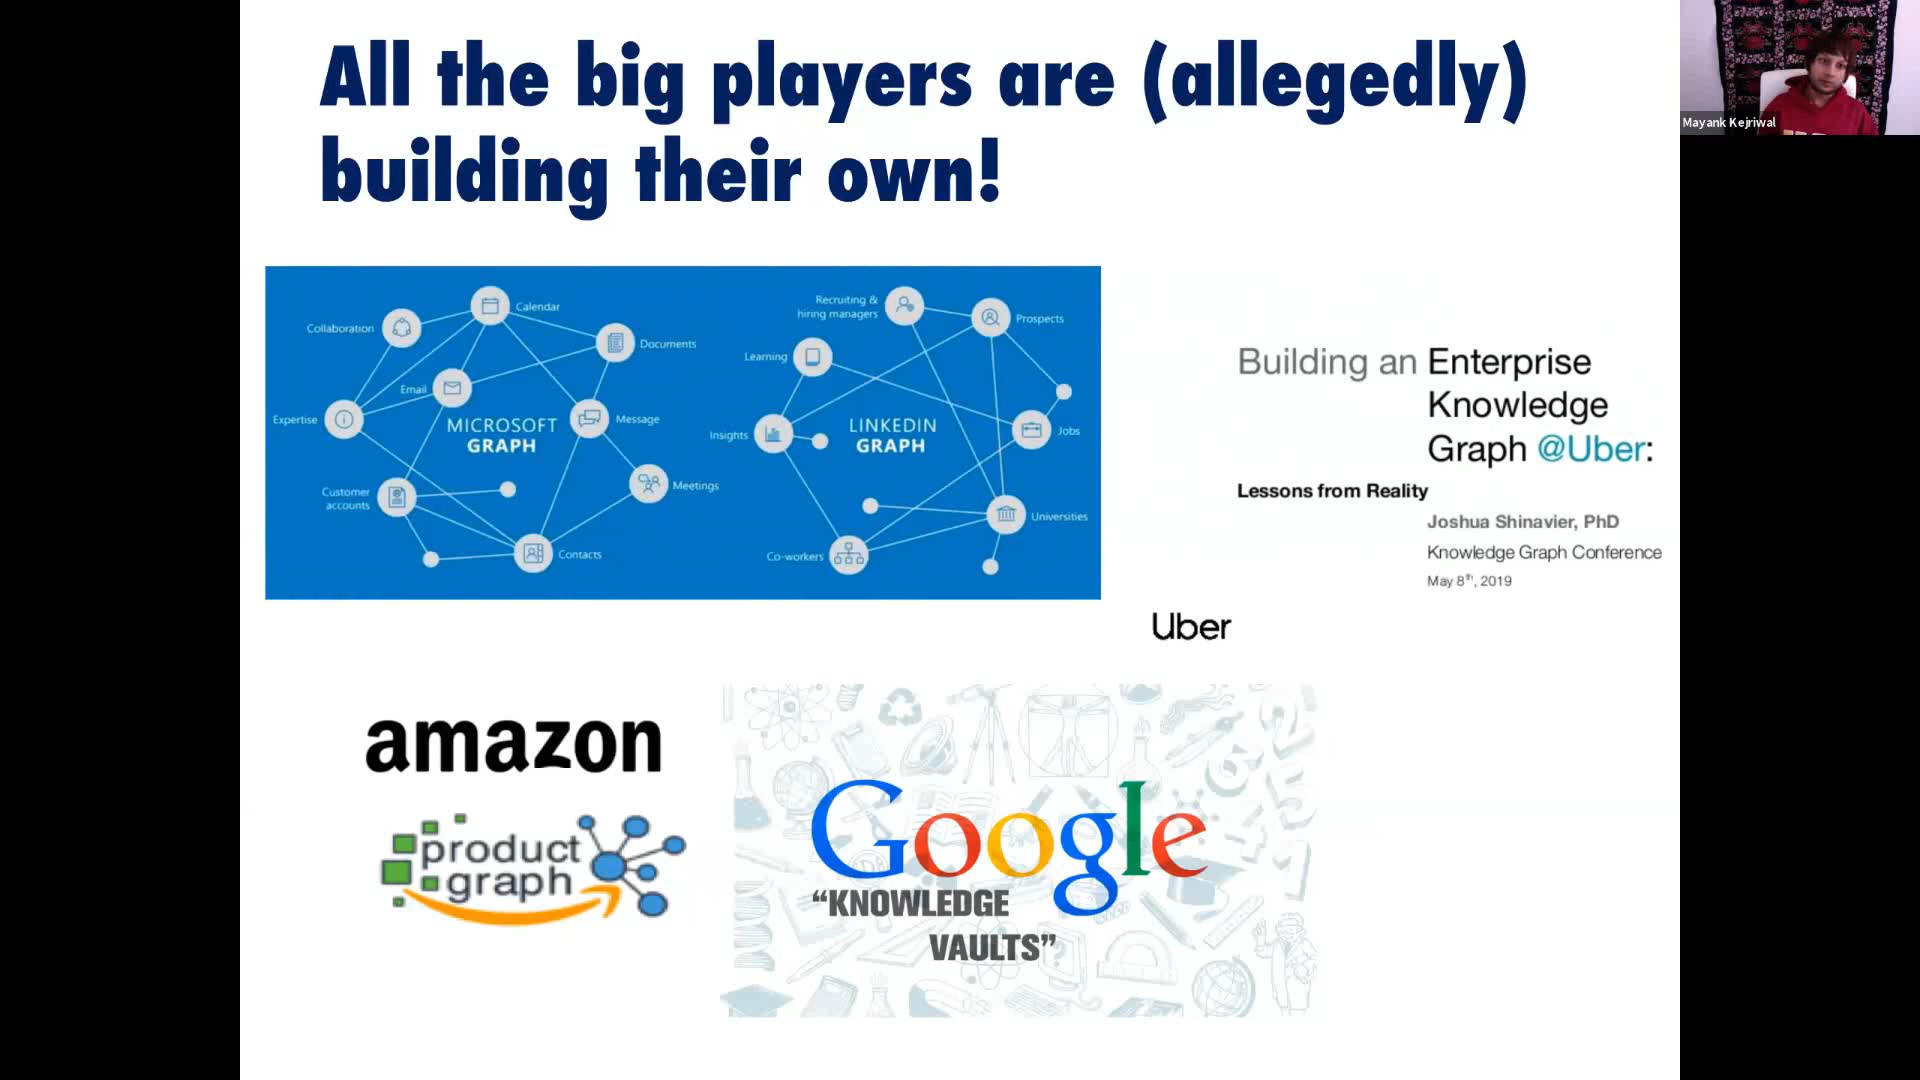 All the big players are (allegedly)
building their own!
Mayank Kejriwal
Collaboration
Calendar
Documents
Email
Expertise
MICROSOFT
GRAPH
Message
Customer
accounts
Meetings
Contacts
Recruiting &
hiring managers
Prospects
Learning
Insights
LINKEDIN
GRAPH
Jobs
Universities
Co-workers
Building an Enterprise
Knowledge
Graph @Uber:
Lessons from Reality
Joshua Shinavier, PhD
Knowledge Graph Conference
May 8th, 2019
Uber
amazon
product
graph
Google
“KNOWLEDGE
VAULTS”